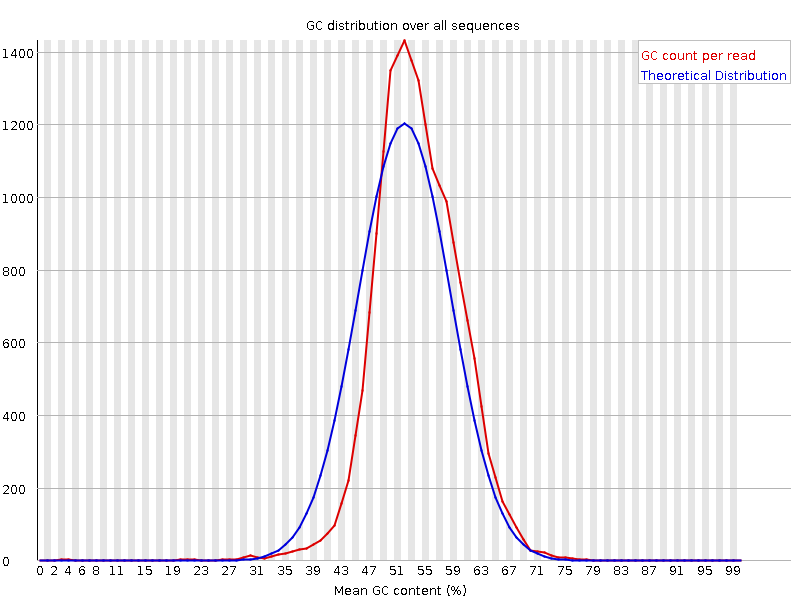 GC distribution over all sequences
GC count per read
Theoretical Distribution
1400
1200
1000
800
600
400
200
0
0 2 4 6 8 11 15 19 23 27 31 35 39 43 47 51 55 59 63 67 71 75 79 83 87 91 95 99
Mean GC content (%)